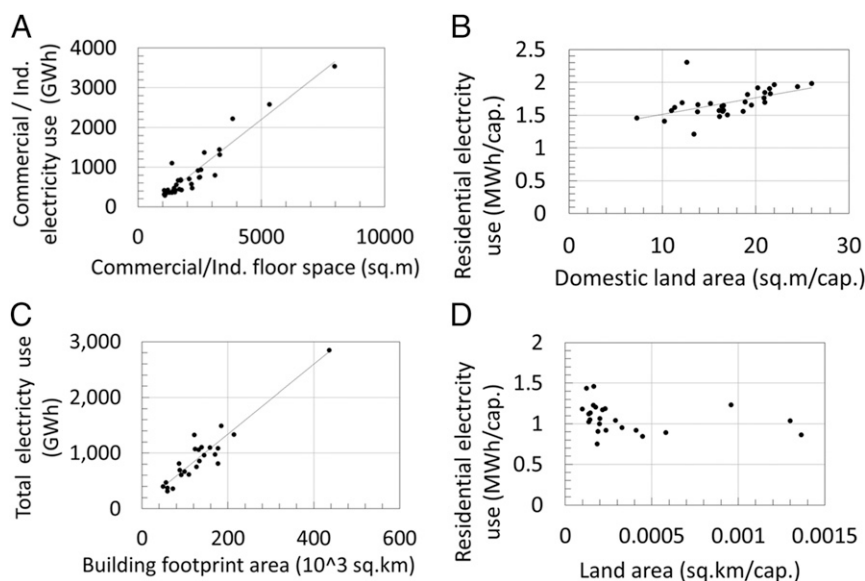 A
Commercial / Ind.
electricity use (GWh)
4000
3000
2000
1000
0
0 5000 10000
Commercial/Ind. floor space (sq.m)
B
Residential electrcity
use (MWh/cap.)
2.5
2
1.5
1
0.5
0
0 10 20 30
Domestic land area (sq.m/cap.)
C
Total electricty use
(GWh)
3,000
2,000
1,000
0
0 200 400 600
Building footprint area (10^3 sq.km)
D
Residential electrcity
use (MWh/cap.)
2
1.5
1
0.5
0
0 0.0005 0.001 0.0015
Land area (sq.km/cap.)